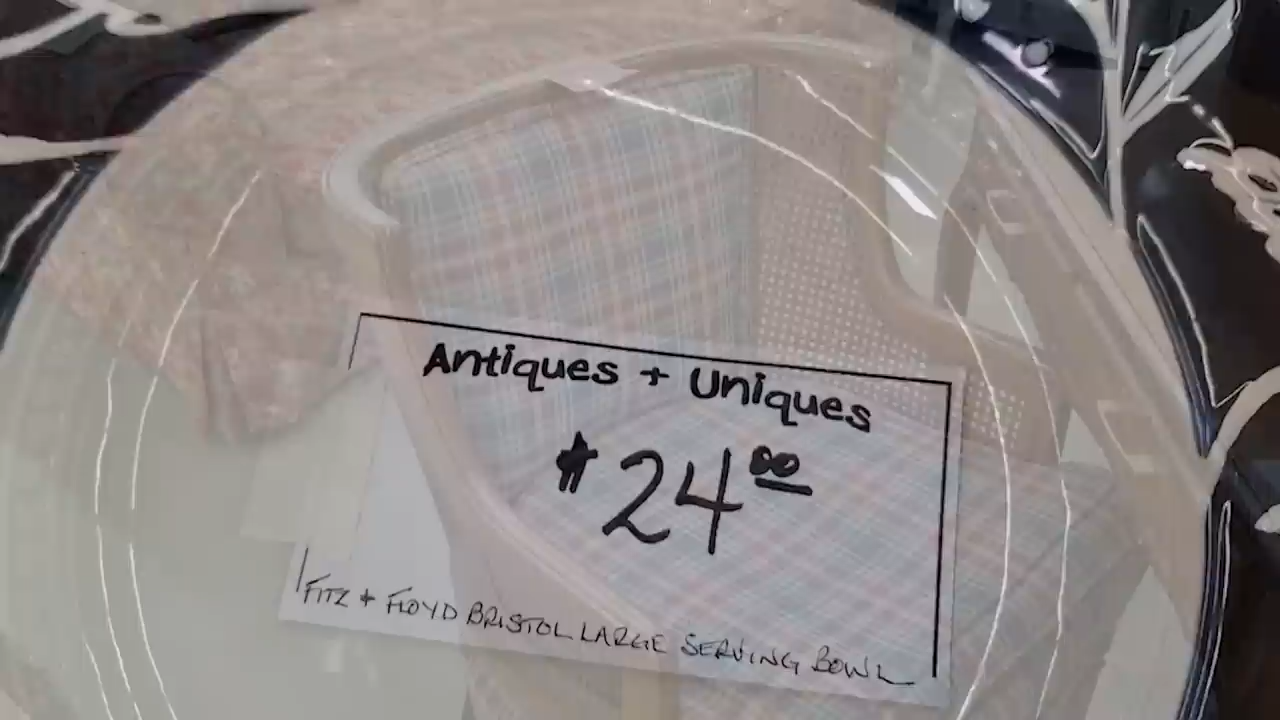 Antiques + Uniques
$24.00
FITZ + FLOYD BRISTOL LARGE SERVING BOWL